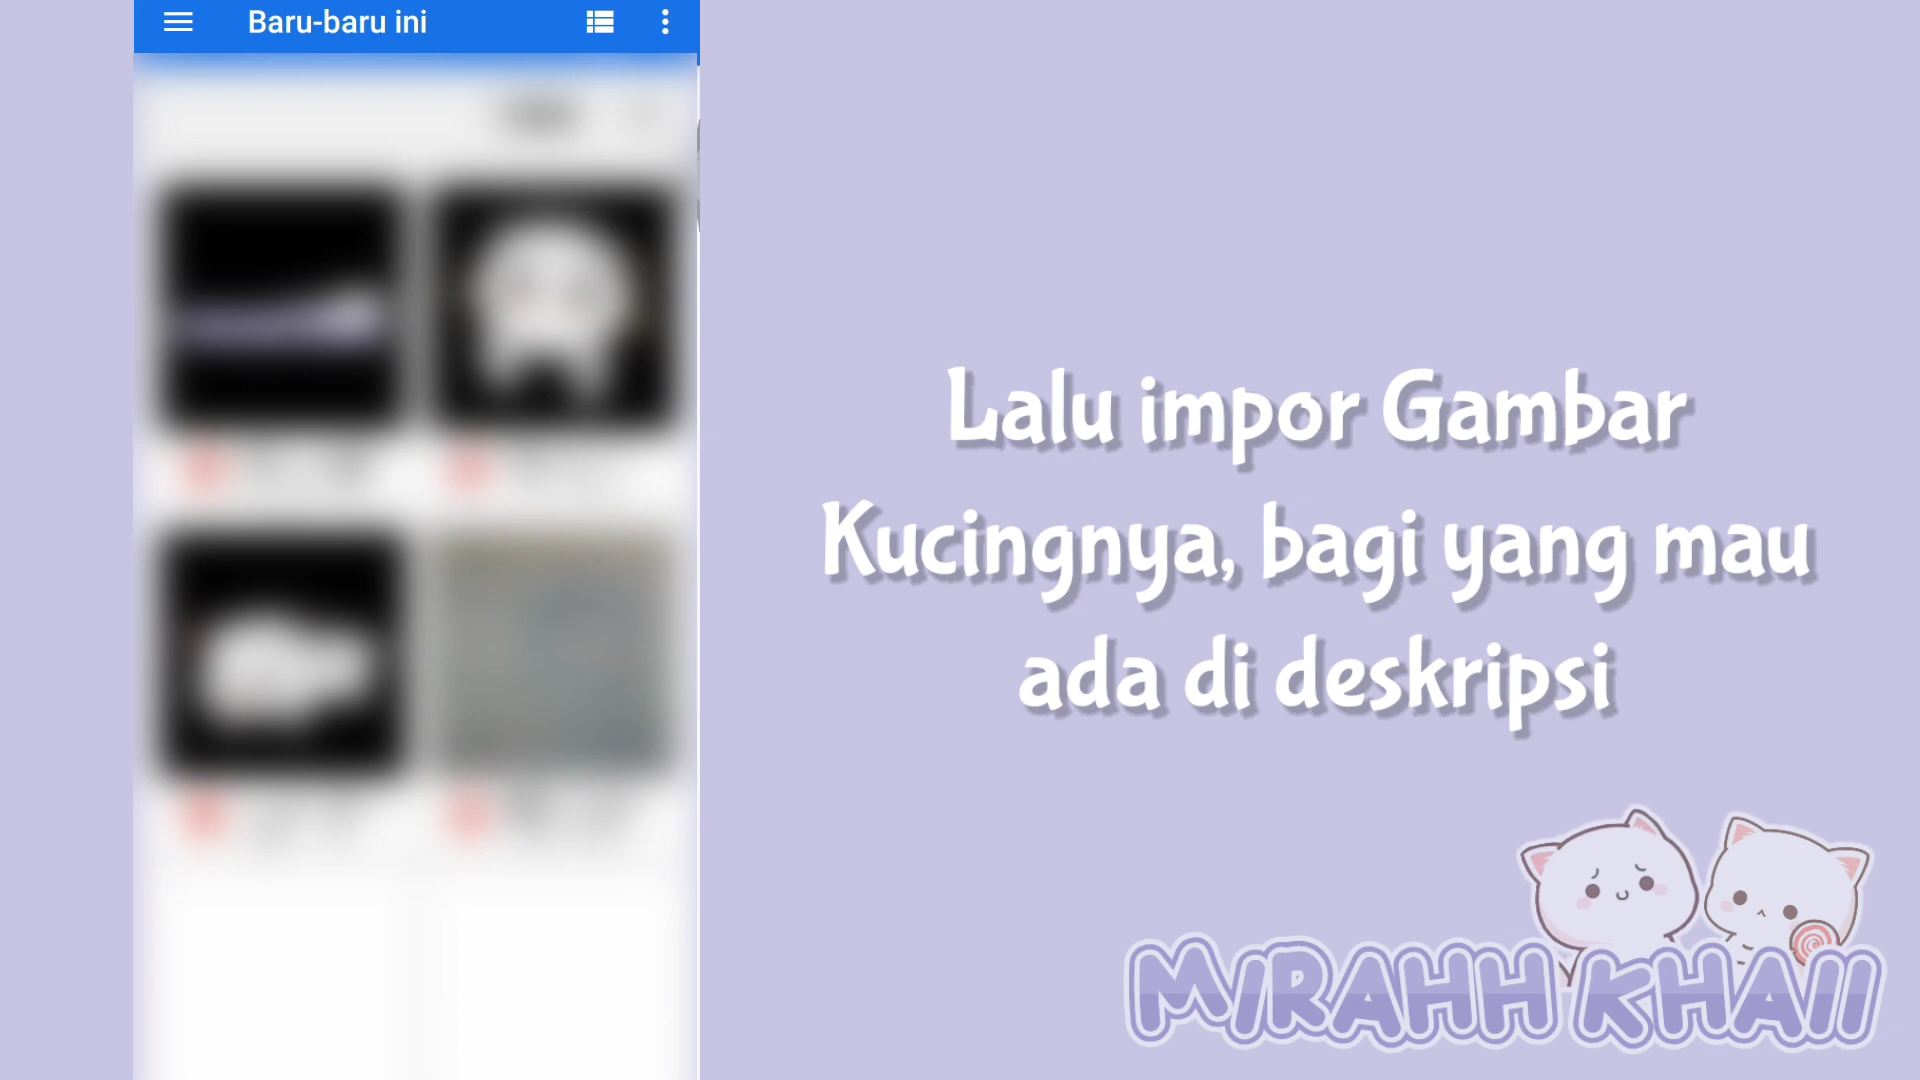 Baru-baru ini
Lalu impor Gambar
Kucingnya, bagi yang mau
ada di deskripsi
MIRAHH KHAII